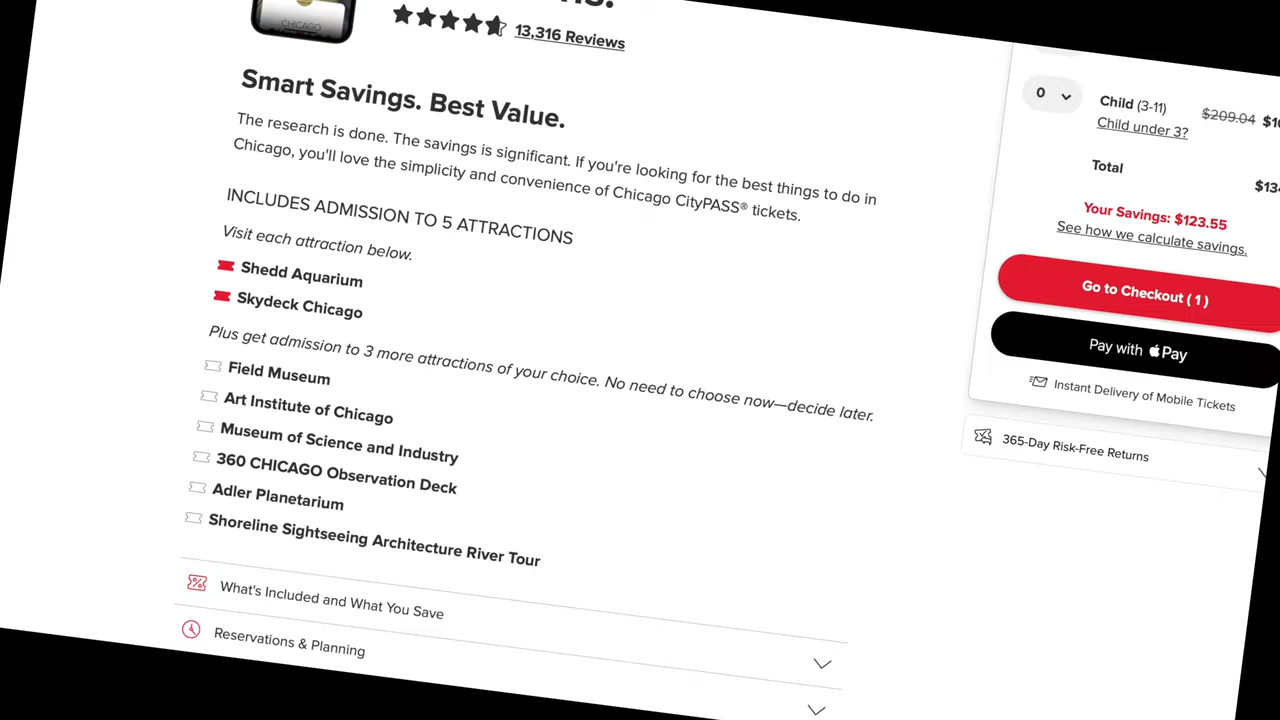 CHICAGO
13,316 Reviews
Smart Savings. Best Value.
The research is done. The savings is significant. If you're looking for the best things to do in
Chicago, you'll love the simplicity and convenience of Chicago CityPASS® tickets.
INCLUDES ADMISSION TO 5 ATTRACTIONS
Visit each attraction below.
Shedd Aquarium
Skydeck Chicago
Plus get admission to 3 more attractions of your choice. No need to choose now—decide later.
Field Museum
Art Institute of Chicago
Museum of Science and Industry
360 CHICAGO Observation Deck
Adler Planetarium
Shoreline Sightseeing Architecture River Tour
What's Included and What You Save
Reservations & Planning
0
Child (3-11)
$209.04
Child under 3?
Total
Your Savings: $123.55
See how we calculate savings.
Go to Checkout ( 1 )
Pay with Pay
Instant Delivery of Mobile Tickets
365-Day Risk-Free Returns